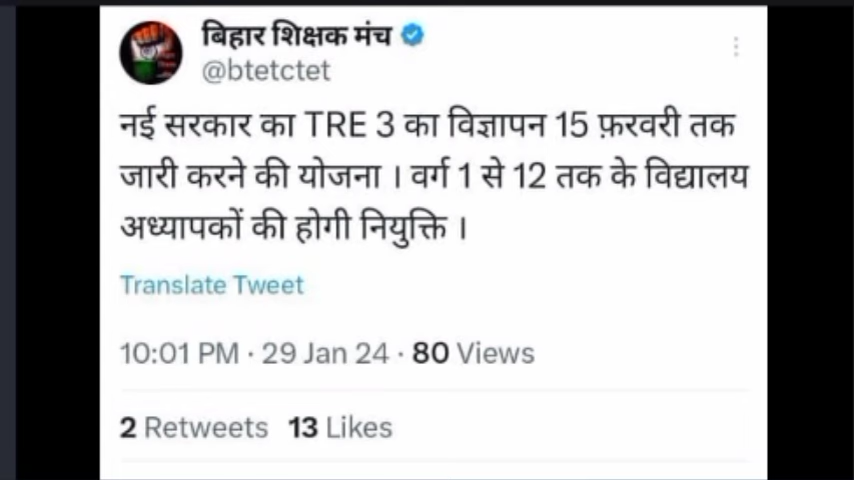 बिहार शिक्षक मंच
@btetctet
नई सरकार का TRE 3 का विज्ञापन 15 फ़रवरी तक
जारी करने की योजना । वर्ग 1 से 12 तक के विद्यालय
अध्यापकों की होगी नियुक्ति ।
Translate Tweet
10:01 PM · 29 Jan 24 · 80 Views
2 Retweets 13 Likes